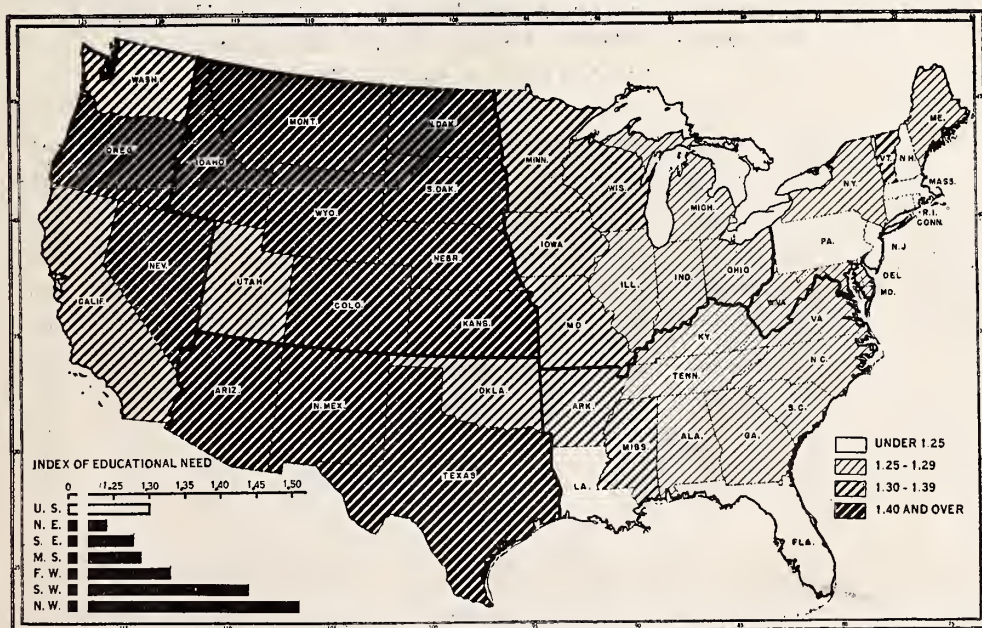 WASH.
MONT.
N.DAK.
OREG.
IDAHO
S.DAK.
WYO.
NEBR.
NEV.
UTAH
COLO.
KANS.
CALIF.
ARIZ.
N.MEX.
OKLA.
TEXAS
MINN.
WIS.
MICH.
IOWA
ILL.
IND.
OHIO
MO.
ARK.
LA.
MISS.
ALA.
GA.
FLA.
TENN.
KY.
W.VA.
VA.
N.C.
S.C.
PA.
N.Y.
VT.
N.H.
ME.
MASS.
R.I.
CONN.
N.J.
DEL.
MD.
INDEX OF EDUCATIONAL NEED
0 1.25 1.30 1.35 1.40 1.45 1.50
U. S.
N. E.
S. E.
M. S.
F. W.
S. W.
N. W.
UNDER 1.25
1.25 - 1.29
1.30 - 1.39
1.40 AND OVER